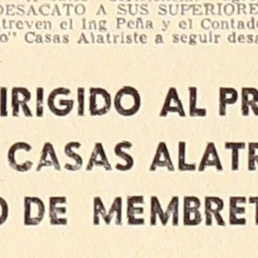 DESACATO A SUS SUPERIORE
treven el Ing Peña y el Contad
o" Casas Alatriste a seguir desa
IRIGIDO AL PR
CASAS ALATR
O DE MEMBRET